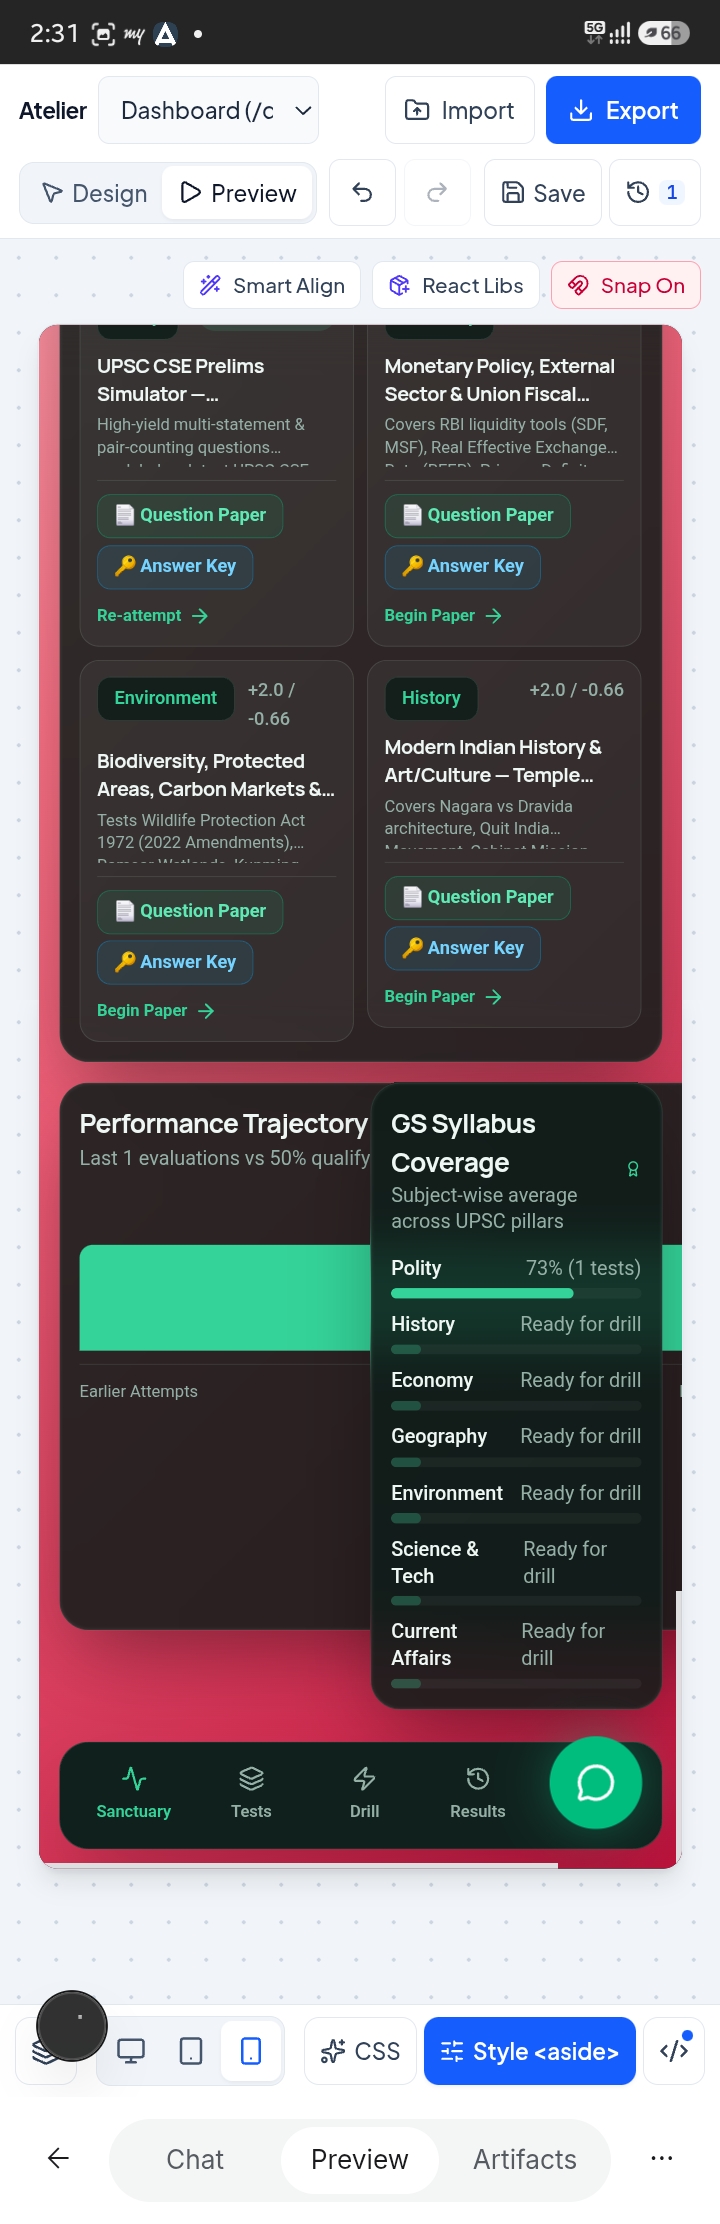 2:31
my
5G
66
Atelier
Dashboard (/c
Import
Export
Design
Preview
Save
1
Smart Align
React Libs
Snap On
UPSC CSE Prelims
Simulator —...
High-yield multi-statement &
pair-counting questions...
Question Paper
Answer Key
Re-attempt
Monetary Policy, External
Sector & Union Fiscal...
Covers RBI liquidity tools (SDF,
MSF), Real Effective Exchange...
Question Paper
Answer Key
Begin Paper
Environment
+2.0 /
-0.66
Biodiversity, Protected
Areas, Carbon Markets &...
Tests Wildlife Protection Act
1972 (2022 Amendments),...
Question Paper
Answer Key
Begin Paper
History
+2.0 / -0.66
Modern Indian History &
Art/Culture — Temple...
Covers Nagara vs Dravida
architecture, Quit India...
Question Paper
Answer Key
Begin Paper
Performance Trajectory
Last 1 evaluations vs 50% qualify
Earlier Attempts
GS Syllabus
Coverage
Subject-wise average
across UPSC pillars
Polity 73% (1 tests)
History Ready for drill
Economy Ready for drill
Geography Ready for drill
Environment Ready for drill
Science &
Tech
Ready for
drill
Current
Affairs
Ready for
drill
Sanctuary
Tests
Drill
Results
CSS
Style <aside>
Chat
Preview
Artifacts